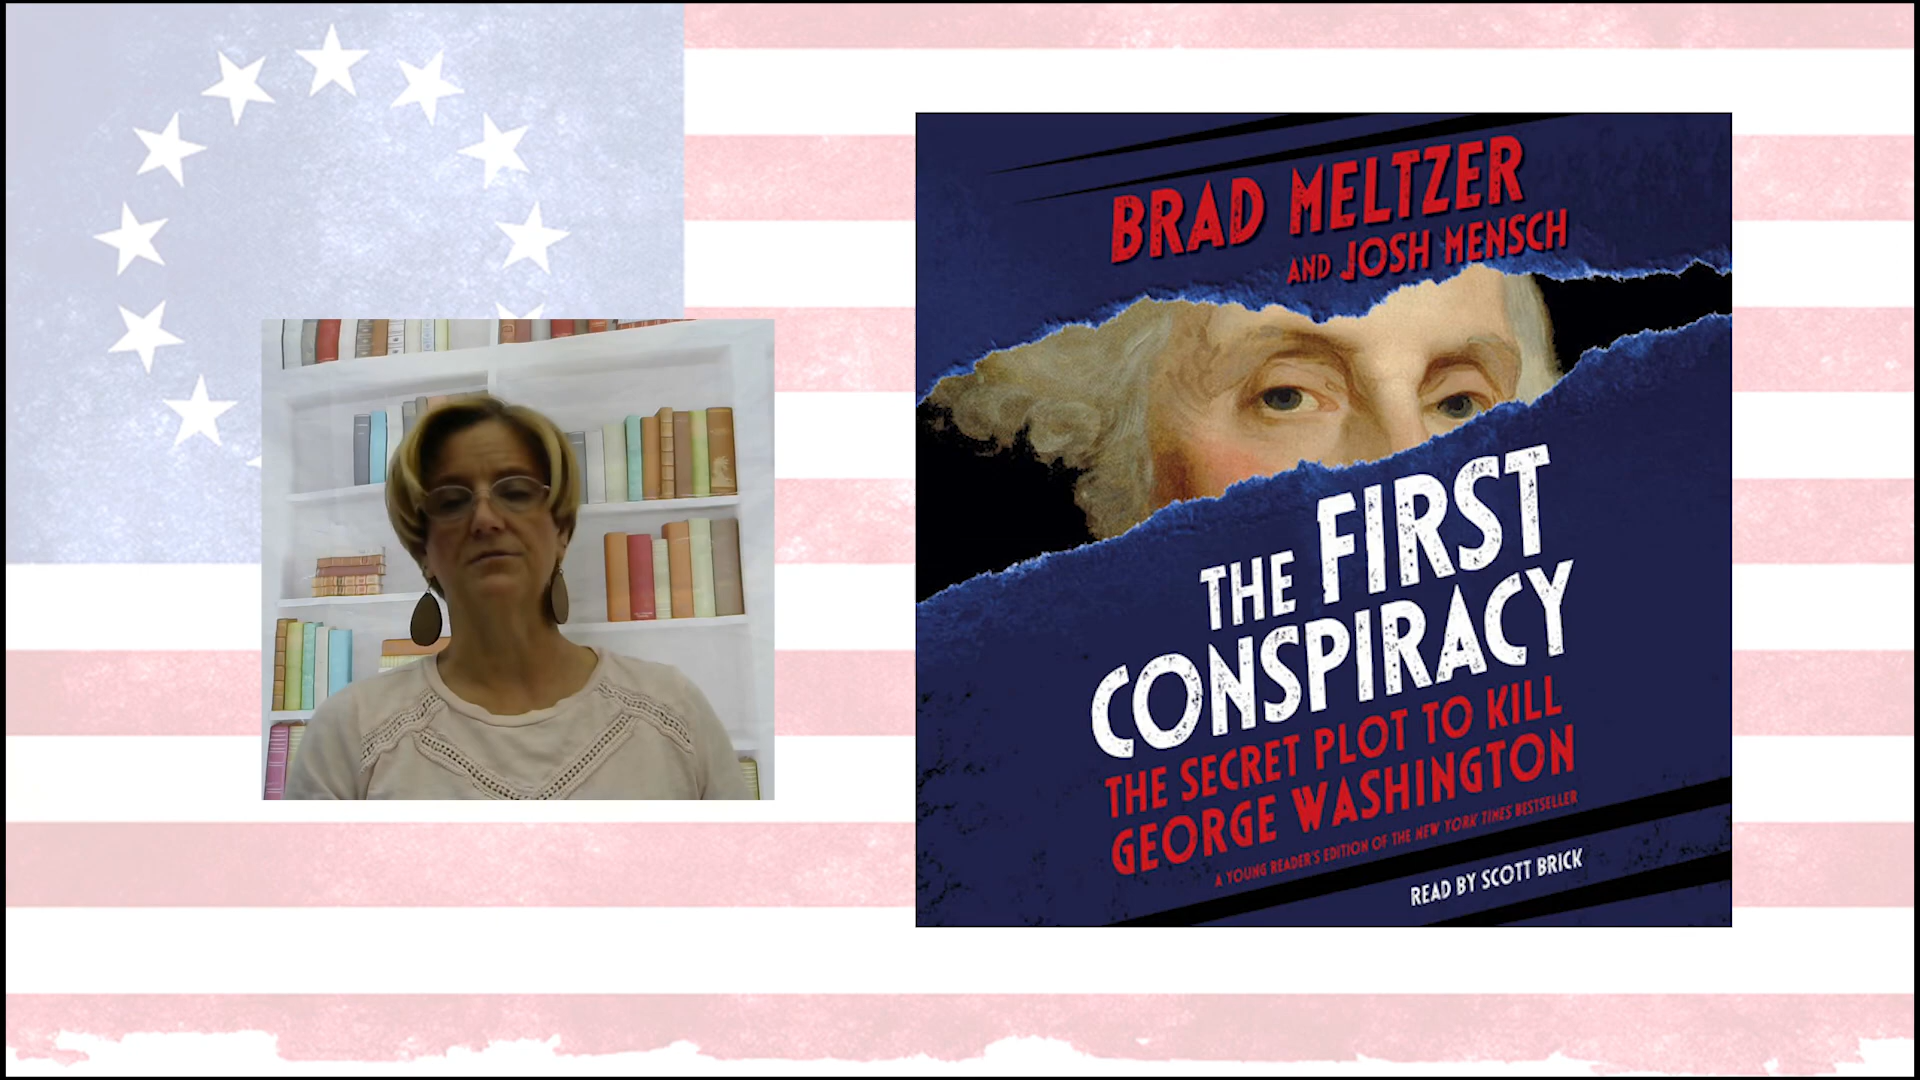 BRAD MELTZER
AND JOSH MENSCH
THE FIRST
CONSPIRACY
THE SECRET PLOT TO KILL
GEORGE WASHINGTON
A YOUNG READER'S EDITION OF THE NEW YORK TIMES BESTSELLER
READ BY SCOTT BRICK